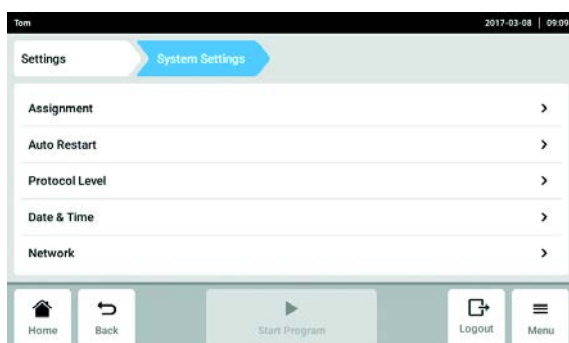 Tom 2017-03-08 | 09:09
Settings System Settings
Assignment
Auto Restart
Protocol Level
Date & Time
Network
Home Back Start Program Logout Menu